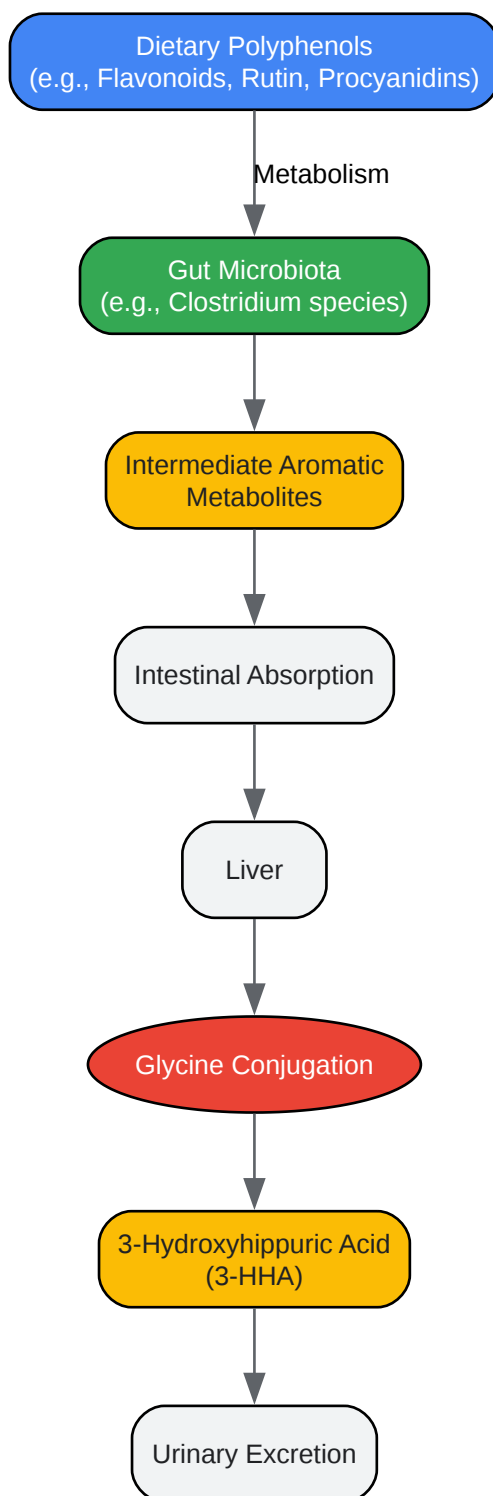 Dietary Polyphenols
(e.g., Flavonoids, Rutin, Procyanidins)
Metabolism
Gut Microbiota
(e.g., Clostridium species)
Intermediate Aromatic
Metabolites
Intestinal Absorption
Liver
Glycine Conjugation
3-Hydroxyhippuric Acid
(3-HHA)
Urinary Excretion